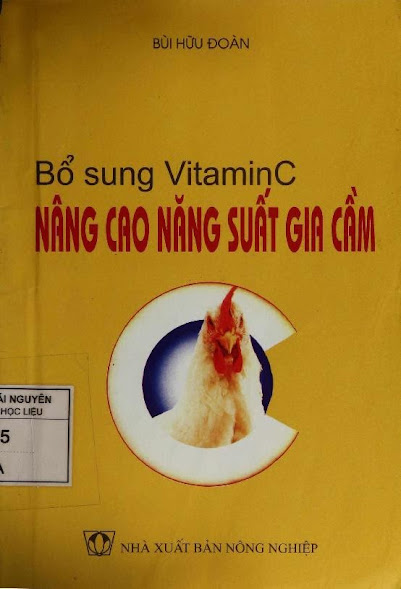 BÙI HỮU ĐOÀN
Bổ sung VitaminC
NÂNG CAO NĂNG SUẤT GIA CẦM
ÁI NGUYÊN
HỌC LIỆU
5
A
NHÀ XUẤT BẢN NÔNG NGHIỆP